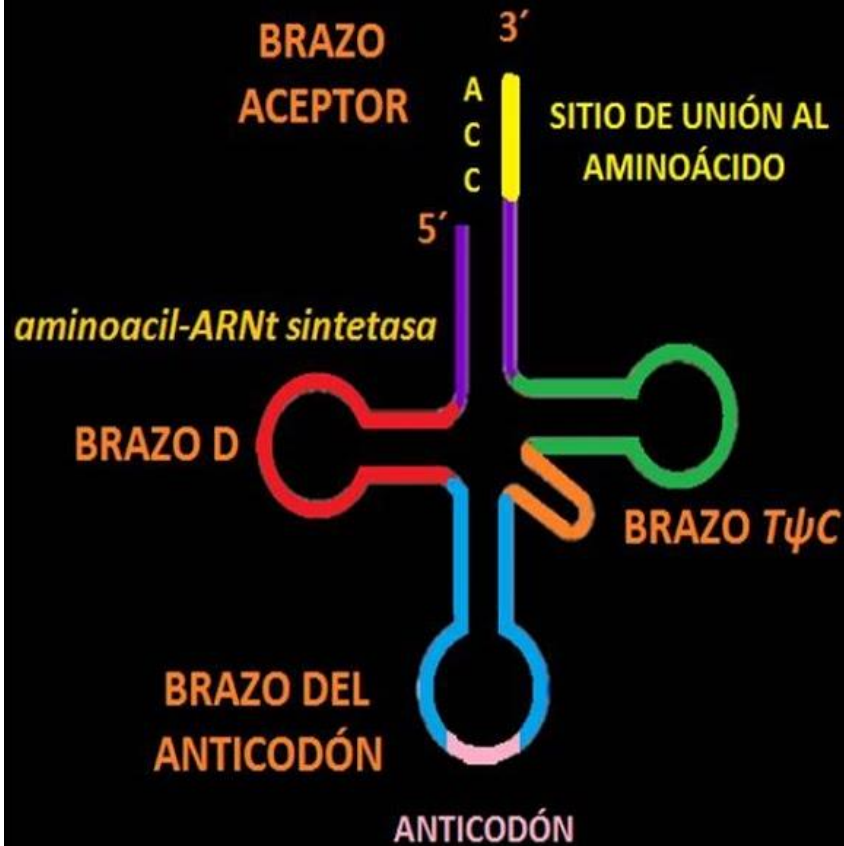 BRAZO
ACEPTOR
3´
A
C
C
SITIO DE UNIÓN AL
AMINOÁCIDO
5´
aminoacil-ARNt sintetasa
BRAZO D
BRAZO TψC
BRAZO DEL
ANTICODÓN
ANTICODÓN